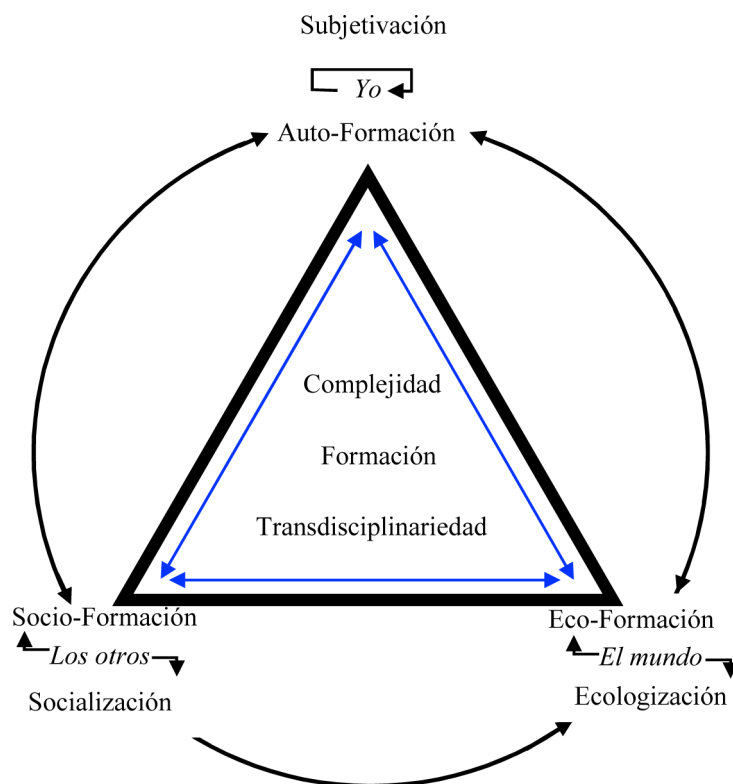 Subjetivación
Yo
Auto-Formación
Complejidad
Formación
Transdisciplinariedad
Socio-Formación
Los otros
Socialización
Eco-Formación
El mundo
Ecologización